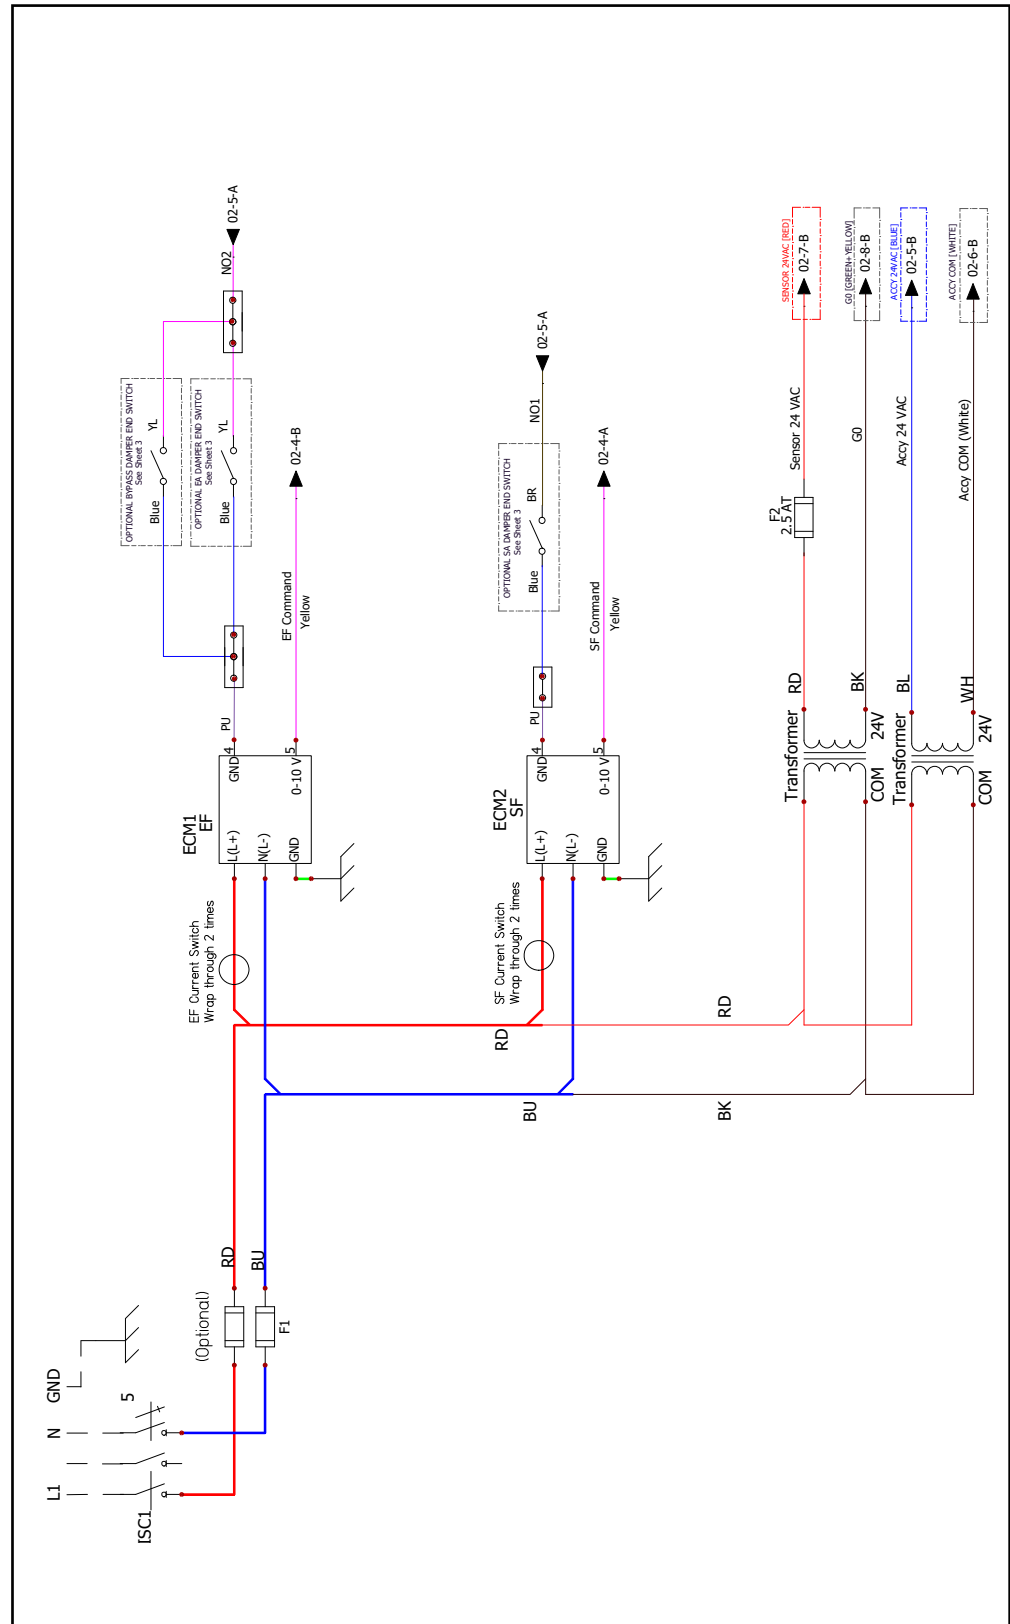 L1
N
GND
ISC1
5
(Optional)
F1
RD
BU
EF Current Switch
Wrap through 2 times
ECM1
EF
L(L+)
N(L-)
GND
GND
4
0-10 V
5
PU
EF Command
Yellow
02-4-B
OPTIONAL BYPASS DAMPER END SWITCH
See Sheet 3
Blue
YL
OPTIONAL EA DAMPER END SWITCH
See Sheet 3
Blue
YL
NO2
02-5-A
RD
BU
SF Current Switch
Wrap through 2 times
ECM2
SF
L(L+)
N(L-)
GND
GND
4
0-10 V
5
PU
SF Command
Yellow
02-4-A
OPTIONAL SA DAMPER END SWITCH
See Sheet 3
Blue
BR
NO1
02-5-A
RD
BK
Transformer
COM
24V
RD
BK
F2
2.5 AT
Sensor 24 VAC
G0
SENSOR 24VAC [RED]
02-7-B
G0 [GREEN+YELLOW]
02-8-B
Transformer
COM
24V
BL
WH
Accy 24 VAC
Accy COM (White)
ACCY 24VAC [BLUE]
02-5-B
ACCY COM [WHITE]
02-6-B